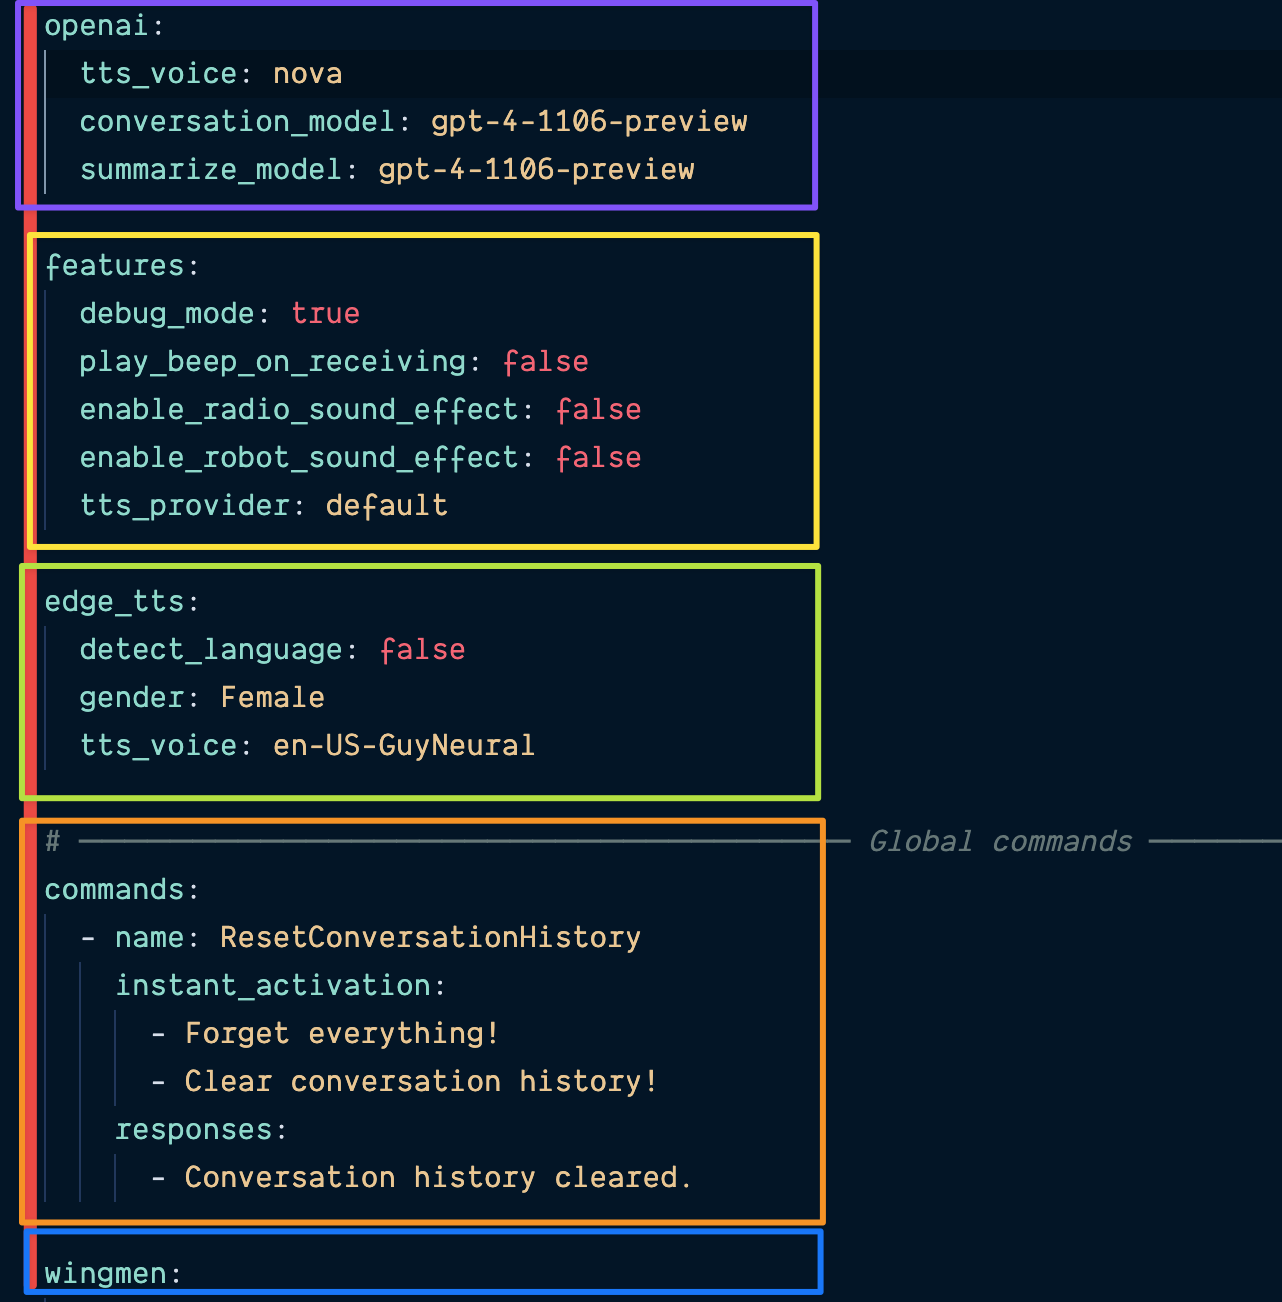 openai:
tts_voice: nova
conversation_model: gpt-4-1106-preview
summarize_model: gpt-4-1106-preview
features:
debug_mode: true
play_beep_on_receiving: false
enable_radio_sound_effect: false
enable_robot_sound_effect: false
tts_provider: default
edge_tts:
detect_language: false
gender: Female
tts_voice: en-US-GuyNeural
# ——— Global commands ———
commands:
- name: ResetConversationHistory
instant_activation:
- Forget everything!
- Clear conversation history!
responses:
- Conversation history cleared.
wingmen: